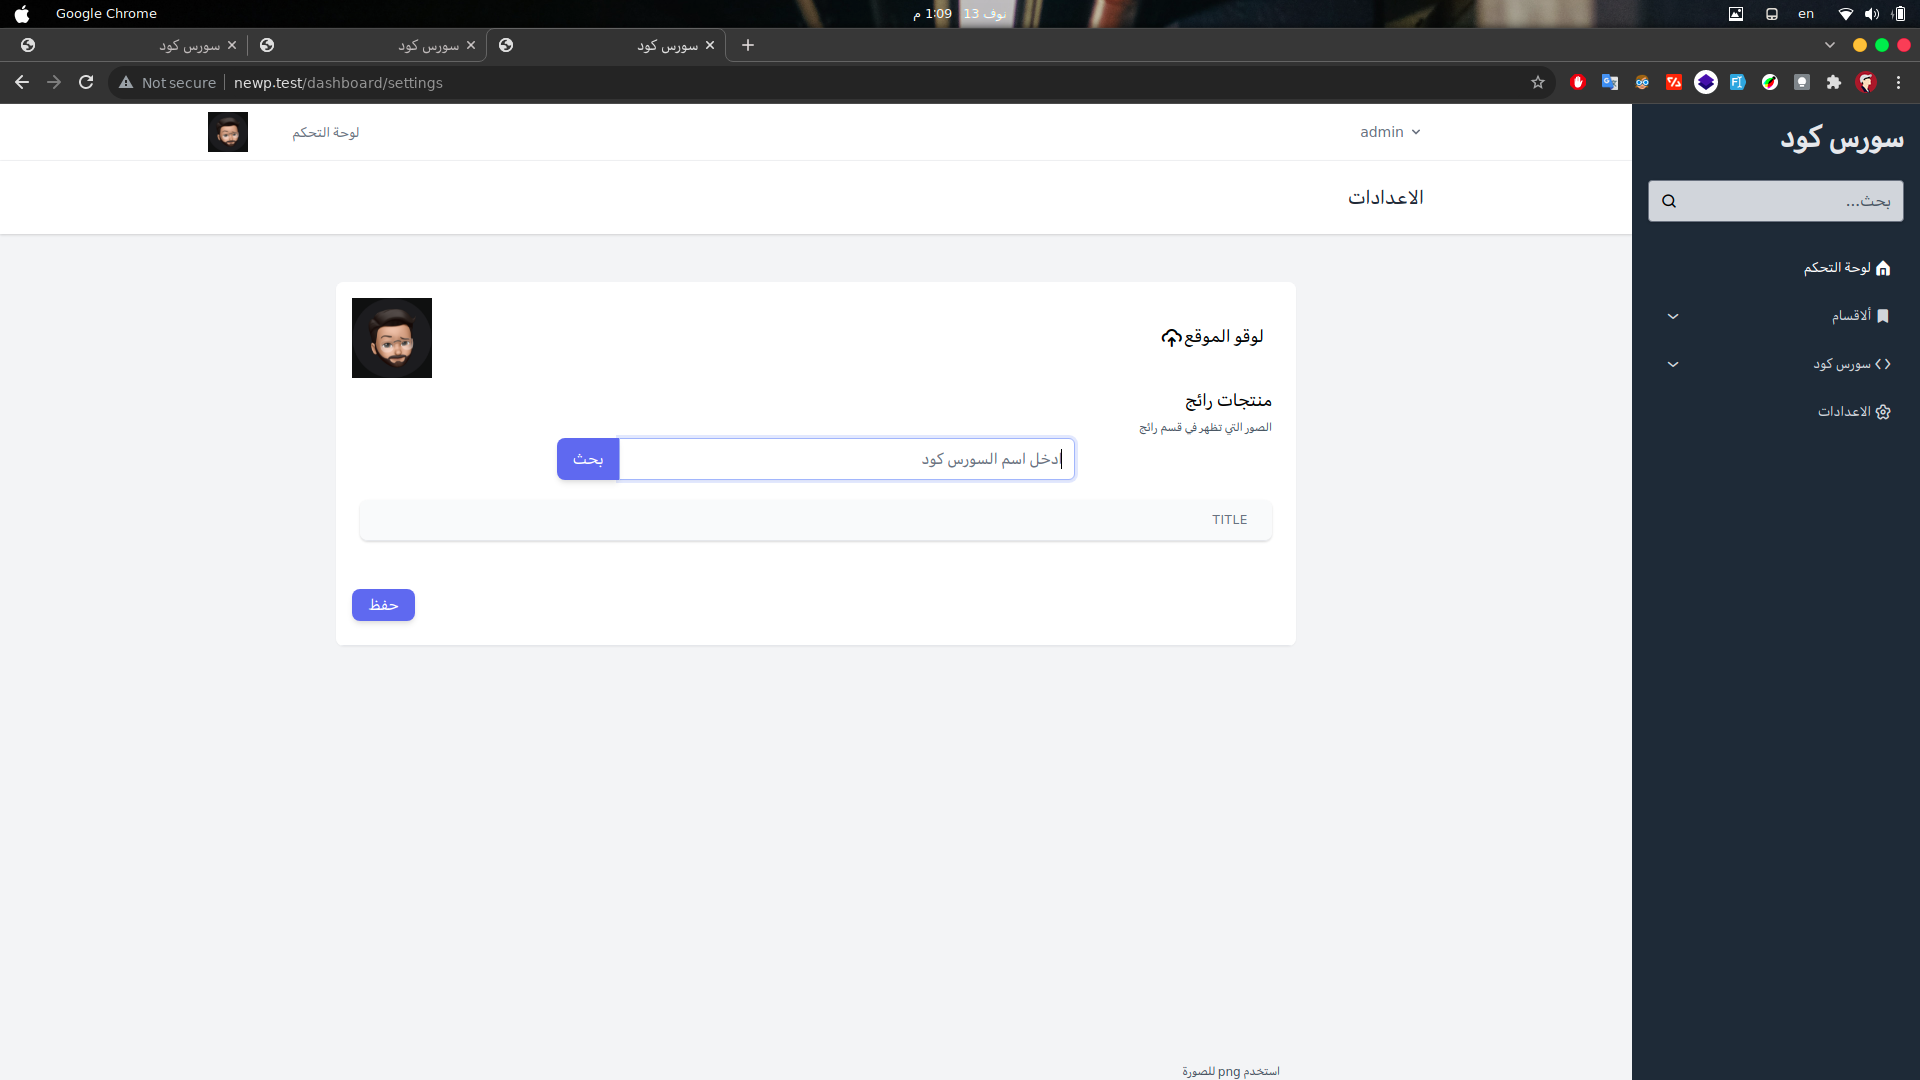 Google Chrome
نوف 13 1:09 م
en
سورس كود
سورس كود
سورس كود
Not secure
newp.test/dashboard/settings
سورس كود
بحث...
لوحة التحكم
ألاقسام
سورس كود
الاعدادات
admin
لوحة التحكم
الاعدادات
لوقو الموقع
منتجات رائج
الصور التي تظهر في قسم رائج
ادخل اسم السورس كود
بحث
TITLE
حفظ
استخدم png للصورة